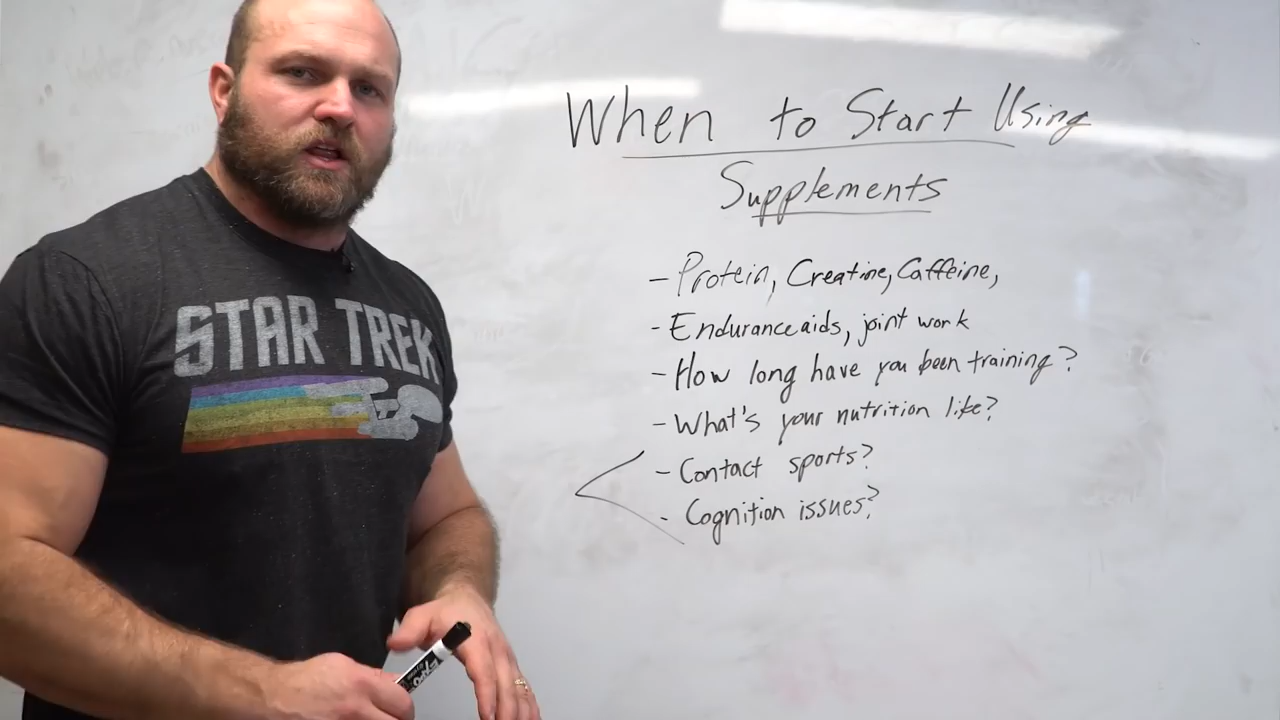 When to Start Using
Supplements
- Protein, Creatine, Caffeine,
- Endurance aids, joint work
- How long have you been training?
- What's your nutrition like?
- Contact sports?
- Cognition issues?
STAR TREK
EXPO